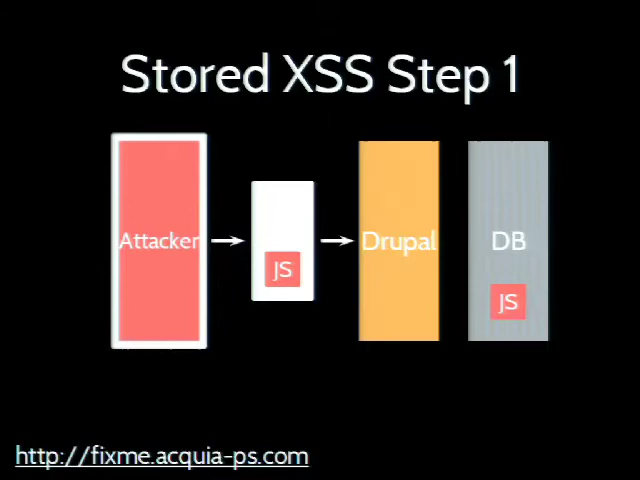 Stored XSS Step 1
Attacker
JS
Drupal
DB
JS
http://fixme.acquia-ps.com